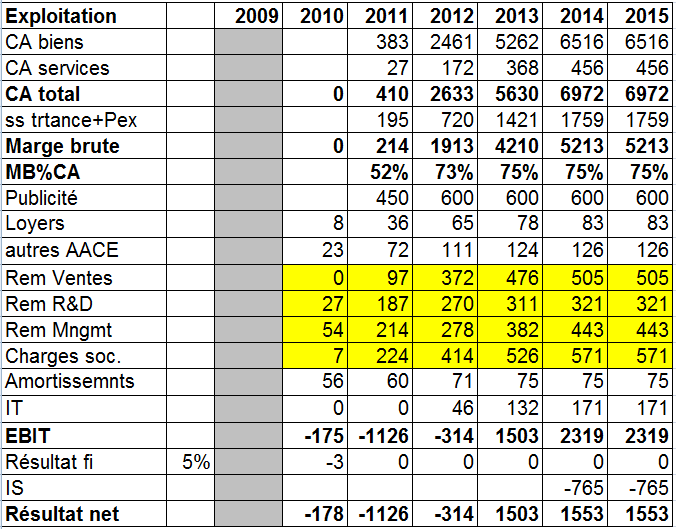 Exploitation 2009 2010 2011 2012 2013 2014 2015
CA biens 383 2461 5262 6516 6516
CA services 27 172 368 456 456
CA total 0 410 2633 5630 6972 6972
ss trtance+Pex 195 720 1421 1759 1759
Marge brute 0 214 1913 4210 5213 5213
MB%CA 52% 73% 75% 75% 75%
Publicité 450 600 600 600 600
Loyers 8 36 65 78 83 83
autres AACE 23 72 111 124 126 126
Rem Ventes 0 97 372 476 505 505
Rem R&D 27 187 270 311 321 321
Rem Mngmt 54 214 278 382 443 443
Charges soc. 7 224 414 526 571 571
Amortissemnts 56 60 71 75 75 75
IT 0 0 46 132 171 171
EBIT -175 -1126 -314 1503 2319 2319
Résultat fi 5% -3 0 0 0 0 0
IS -765 -765
Résultat net -178 -1126 -314 1503 1553 1553